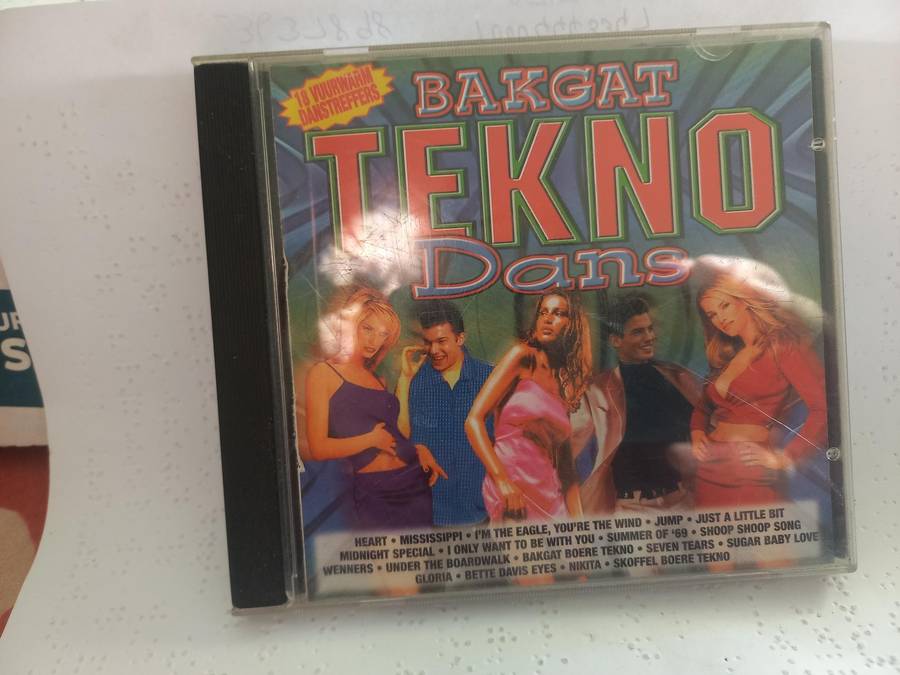 18 VUURWARM
DANSTREFFERS
BAKGAT
TEKNO
Dans
HEART • MISSISSIPPI • I'M THE EAGLE, YOU'RE THE WIND • JUMP • JUST A LITTLE BIT
MIDNIGHT SPECIAL • I ONLY WANT TO BE WITH YOU • SUMMER OF '69 • SHOOP SHOOP SONG
WENNERS • UNDER THE BOARDWALK • BAKGAT BOERE TEKNO • SEVEN TEARS • SUGAR BABY LOVE
GLORIA • BETTE DAVIS EYES • NIKITA • SKOFFEL BOERE TEKNO